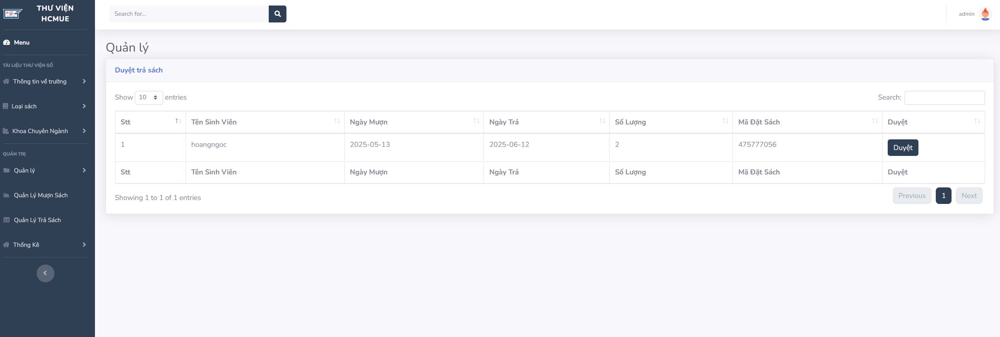 THƯ VIỆN
HCMUE
Search for...
admin
Menu
TÀI LIỆU THƯ VIỆN SỐ
Thông tin về trường
Loại sách
Khoa Chuyên Ngành
QUẢN TRỊ
Quản lý
Quản Lý Mượn Sách
Quản Lý Trả Sách
Thống Kê
Quản lý
Duyệt trả sách
Show 10 entries
Search:
Stt Tên Sinh Viên Ngày Mượn Ngày Trả Số Lượng Mã Đặt Sách Duyệt
1 hoangngoc 2025-05-13 2025-06-12 2 475777056 Duyệt
Stt Tên Sinh Viên Ngày Mượn Ngày Trả Số Lượng Mã Đặt Sách Duyệt
Showing 1 to 1 of 1 entries
Previous 1 Next